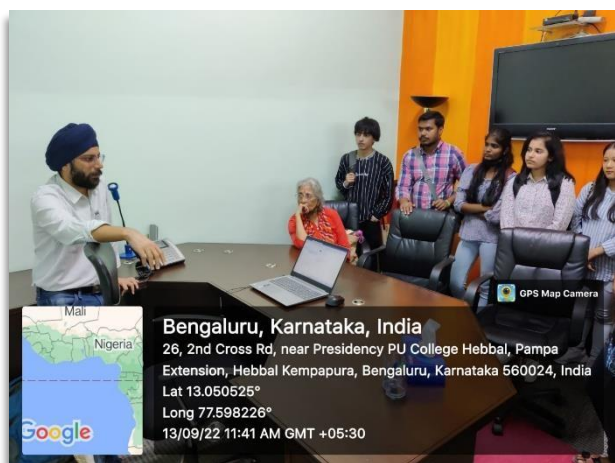 GPS Map Camera
Mali
Nigeria
Google
Bengaluru, Karnataka, India
26, 2nd Cross Rd, near Presidency PU College Hebbal, Pampa
Extension, Hebbal Kempapura, Bengaluru, Karnataka 560024, India
Lat 13.050525°
Long 77.598226°
13/09/22 11:41 AM GMT +05:30